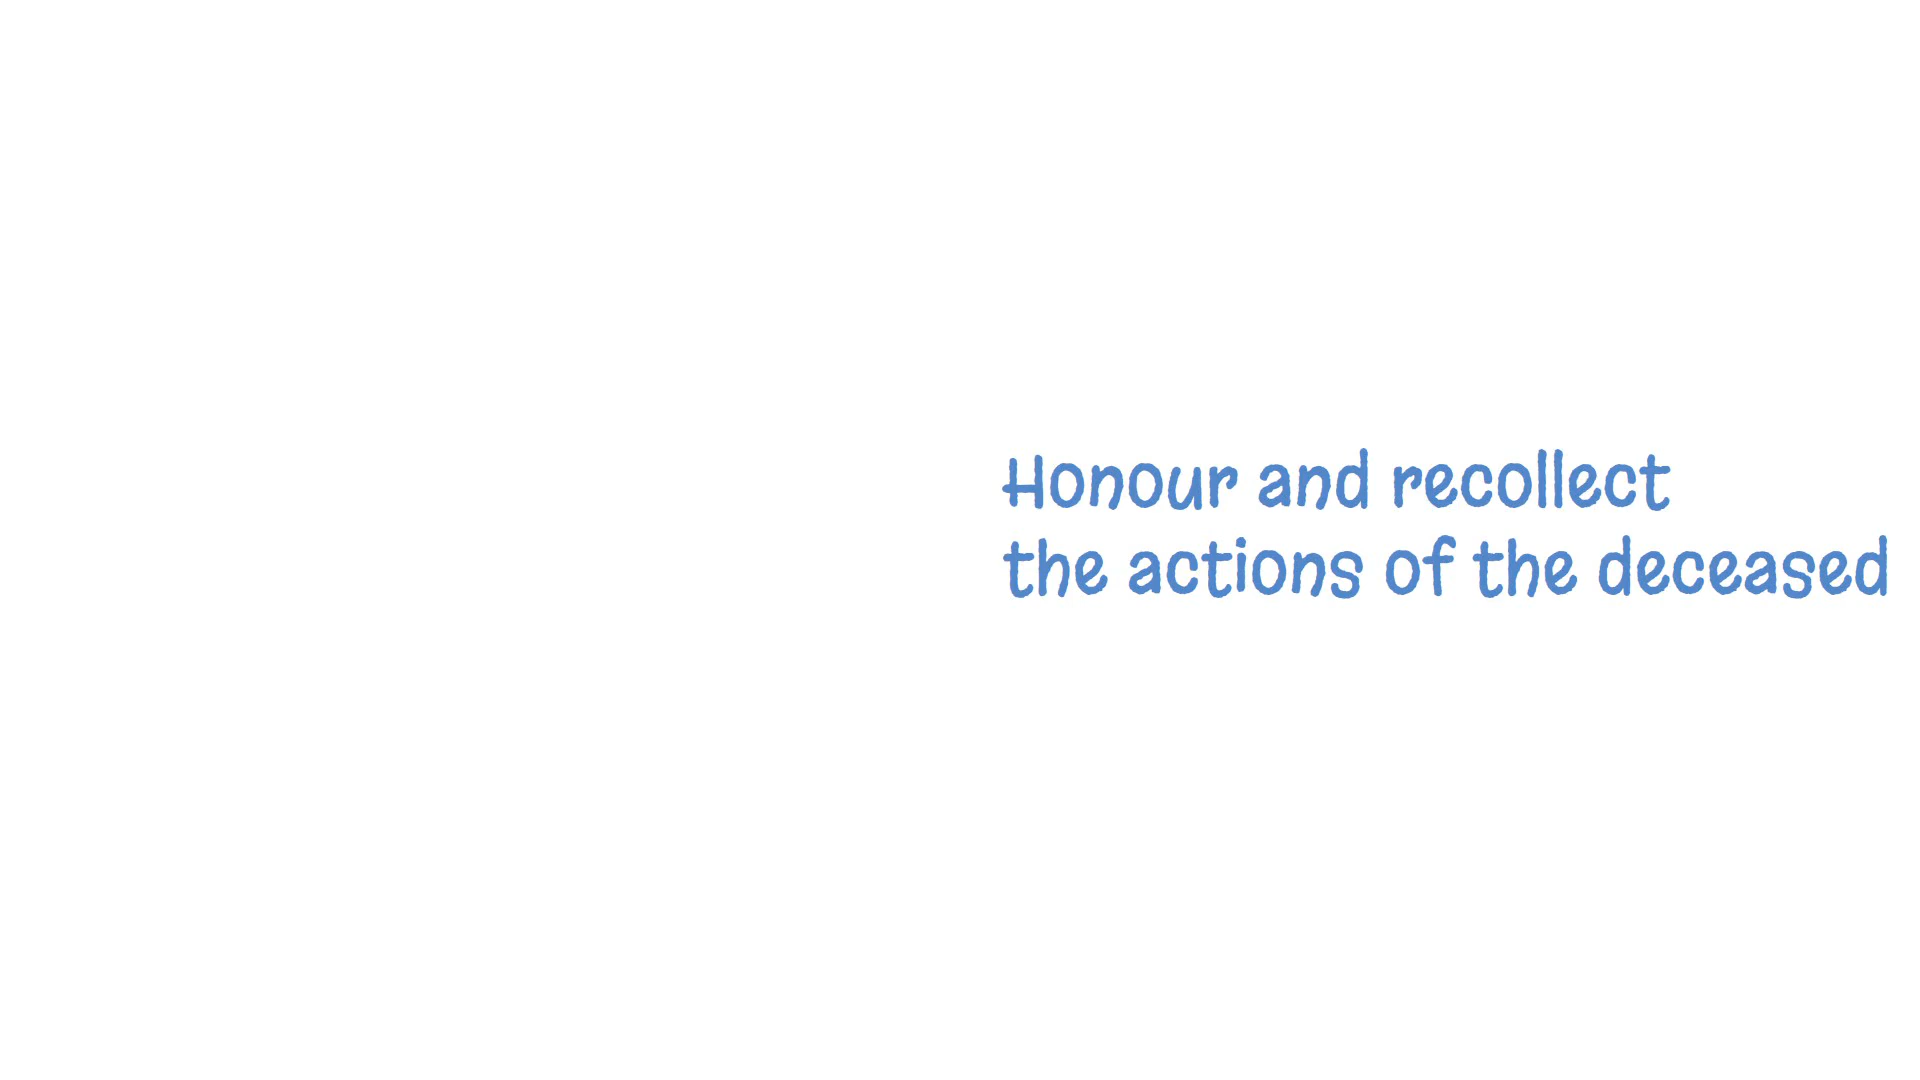 Honour and recollect
the actions of the deceased